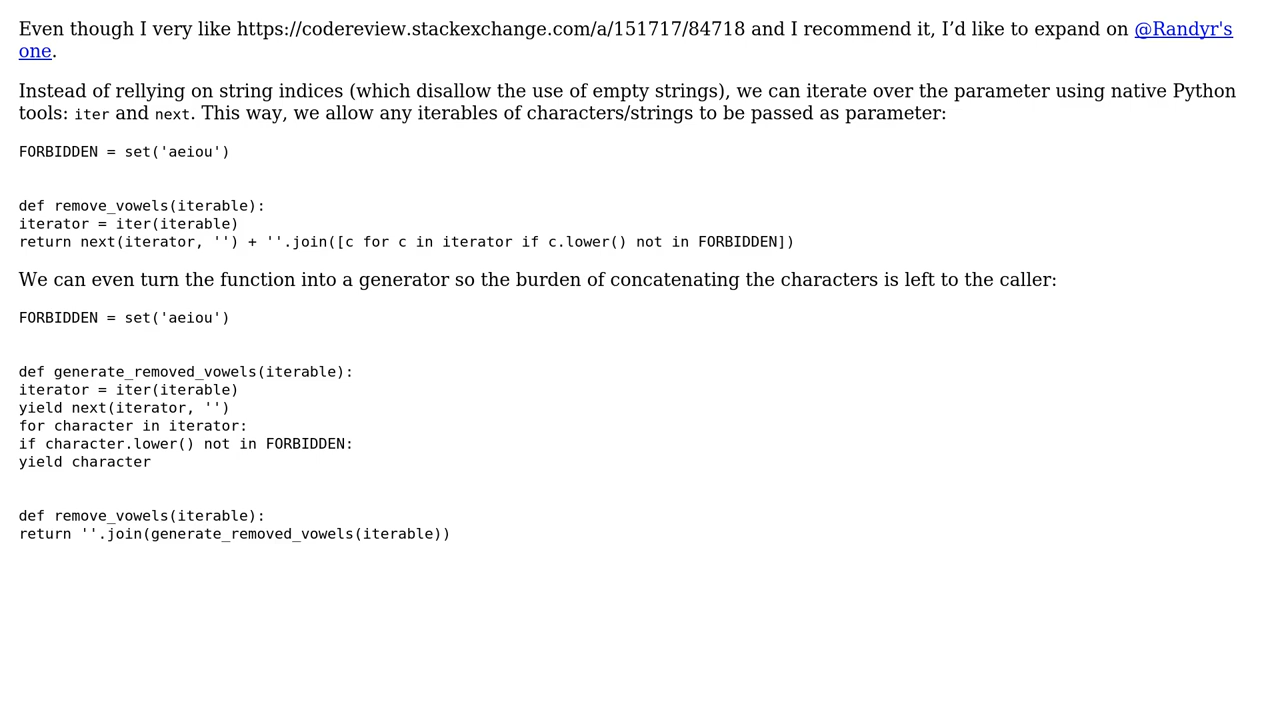 Even though I very like https://codereview.stackexchange.com/a/151717/84718 and I recommend it, I’d like to expand on @Randyr's
one.
Instead of rellying on string indices (which disallow the use of empty strings), we can iterate over the parameter using native Python
tools: iter and next. This way, we allow any iterables of characters/strings to be passed as parameter:
FORBIDDEN = set('aeiou')
def remove_vowels(iterable):
iterator = iter(iterable)
return next(iterator, '') + ''.join([c for c in iterator if c.lower() not in FORBIDDEN])
We can even turn the function into a generator so the burden of concatenating the characters is left to the caller:
FORBIDDEN = set('aeiou')
def generate_removed_vowels(iterable):
iterator = iter(iterable)
yield next(iterator, '')
for character in iterator:
if character.lower() not in FORBIDDEN:
yield character
def remove_vowels(iterable):
return ''.join(generate_removed_vowels(iterable))